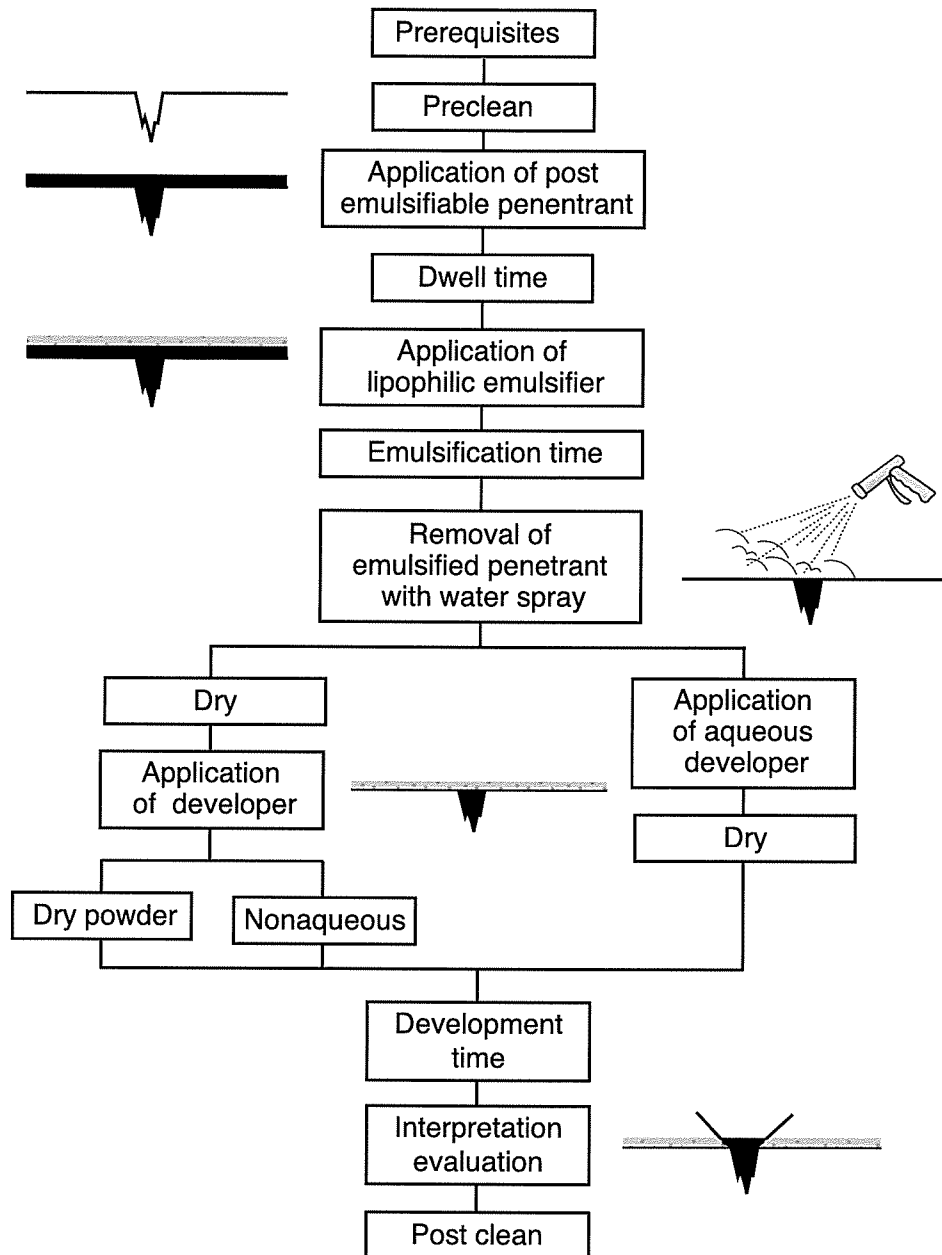 Prerequisites
Preclean
Application of post
emulsifiable penentrant
Dwell time
Application of
lipophilic emulsifier
Emulsification time
Removal of
emulsified penetrant
with water spray
Dry
Application
of developer
Dry powder
Nonaqueous
Application
of aqueous
developer
Dry
Development
time
Interpretation
evaluation
Post clean